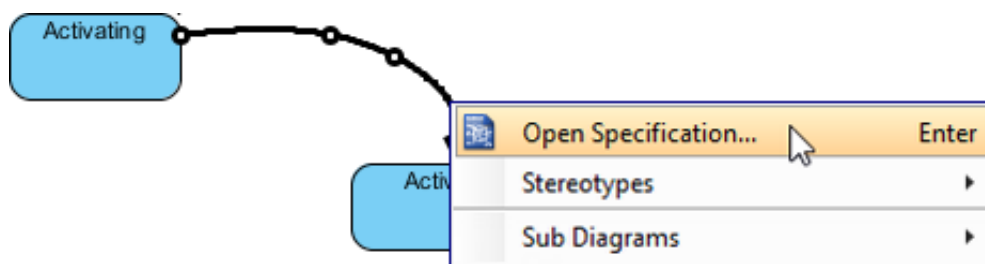 Activating
Open Specification... Enter
Stereotypes
Sub Diagrams